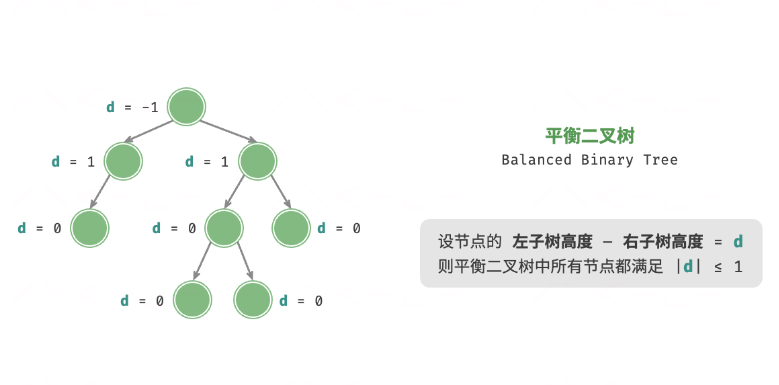 d = -1
d = 1
d = 1
d = 0
d = 0
d = 0
d = 0
d = 0
平衡二叉树
Balanced Binary Tree
设节点的 左子树高度 − 右子树高度 = d
则平衡二叉树中所有节点都满足 |d| ≤ 1